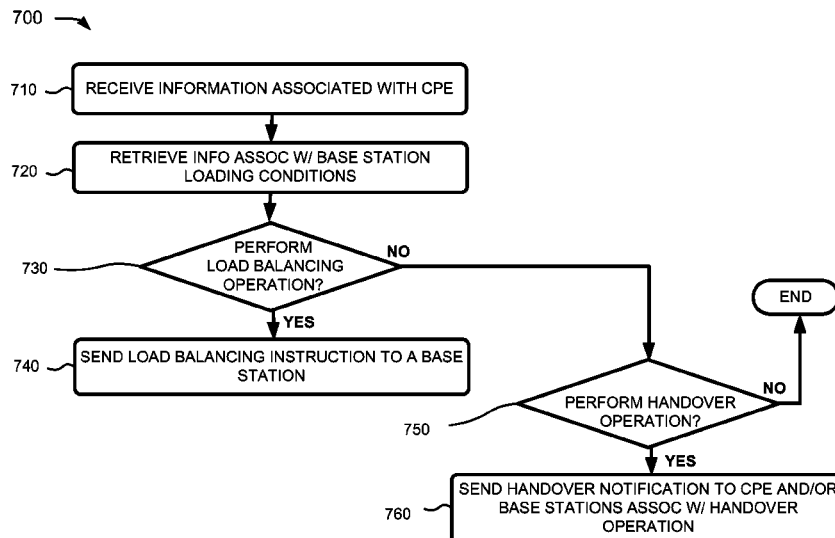 700
710
RECEIVE INFORMATION ASSOCIATED WITH CPE
720
RETRIEVE INFO ASSOC W/ BASE STATION
LOADING CONDITIONS
730
PERFORM
LOAD BALANCING
OPERATION?
NO
YES
740
SEND LOAD BALANCING INSTRUCTION TO A BASE
STATION
END
750
PERFORM HANDOVER
OPERATION?
NO
YES
760
SEND HANDOVER NOTIFICATION TO CPE AND/OR
BASE STATIONS ASSOC W/ HANDOVER
OPERATION